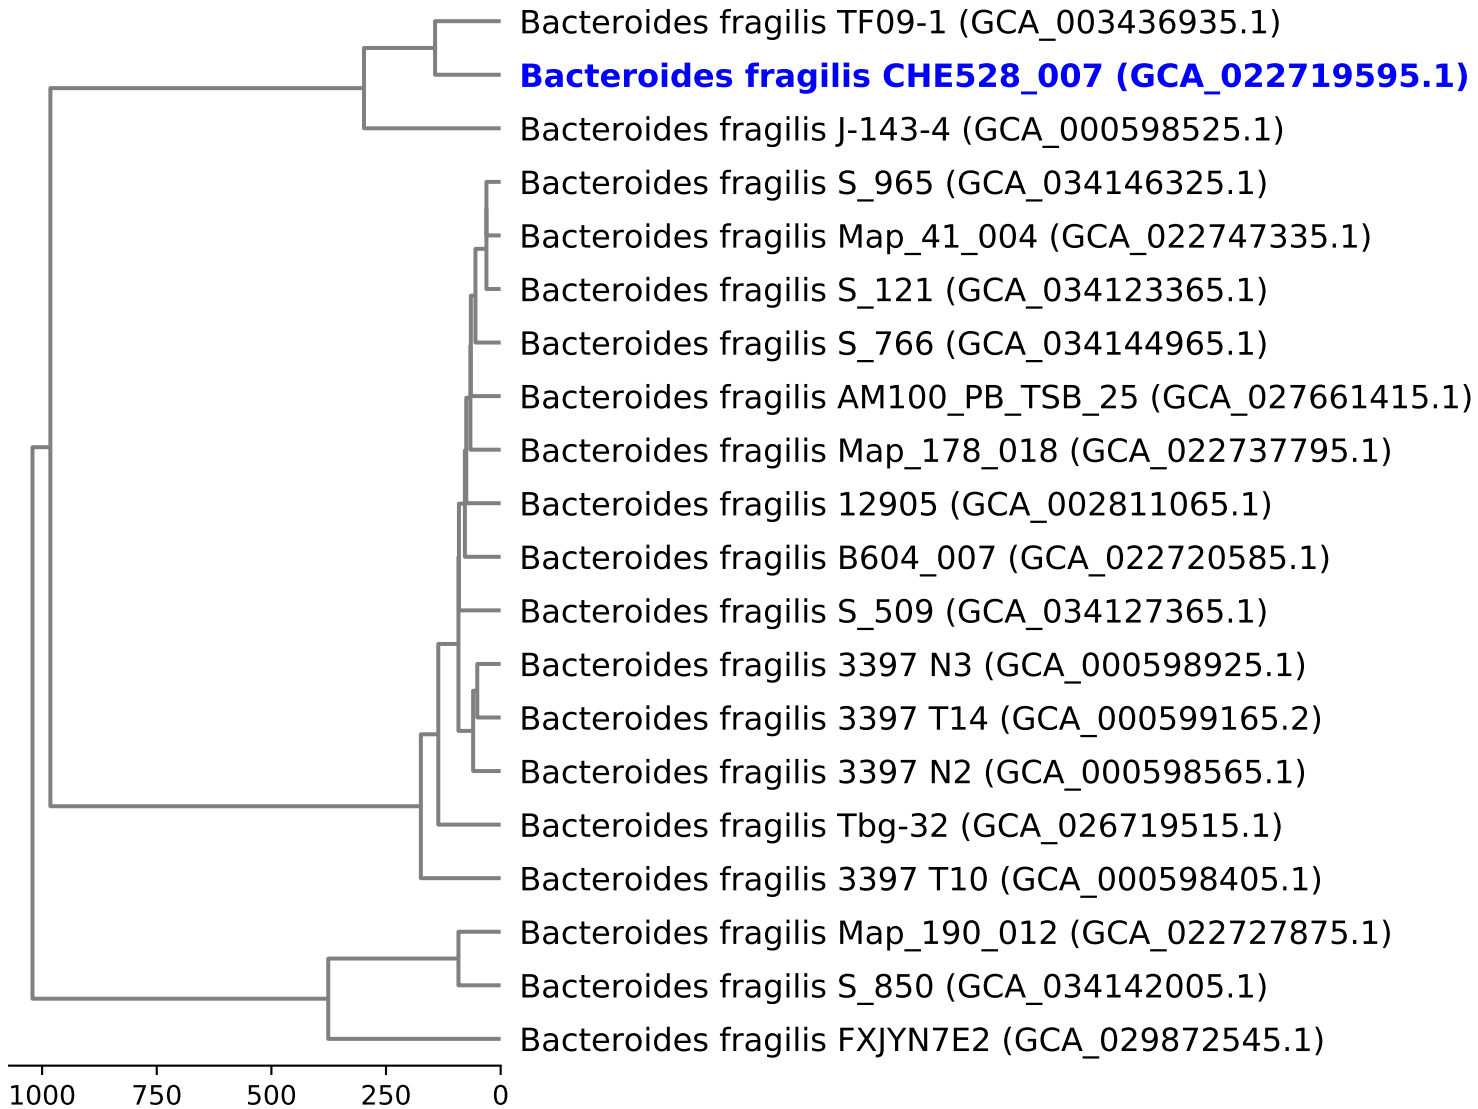 Bacteroides fragilis TF09-1 (GCA_003436935.1)
Bacteroides fragilis CHE528_007 (GCA_022719595.1)
Bacteroides fragilis J-143-4 (GCA_000598525.1)
Bacteroides fragilis S_965 (GCA_034146325.1)
Bacteroides fragilis Map_41_004 (GCA_022747335.1)
Bacteroides fragilis S_121 (GCA_034123365.1)
Bacteroides fragilis S_766 (GCA_034144965.1)
Bacteroides fragilis AM100_PB_TSB_25 (GCA_027661415.1)
Bacteroides fragilis Map_178_018 (GCA_022737795.1)
Bacteroides fragilis 12905 (GCA_002811065.1)
Bacteroides fragilis B604_007 (GCA_022720585.1)
Bacteroides fragilis S_509 (GCA_034127365.1)
Bacteroides fragilis 3397 N3 (GCA_000598925.1)
Bacteroides fragilis 3397 T14 (GCA_000599165.2)
Bacteroides fragilis 3397 N2 (GCA_000598565.1)
Bacteroides fragilis Tbg-32 (GCA_026719515.1)
Bacteroides fragilis 3397 T10 (GCA_000598405.1)
Bacteroides fragilis Map_190_012 (GCA_022727875.1)
Bacteroides fragilis S_850 (GCA_034142005.1)
Bacteroides fragilis FXJYN7E2 (GCA_029872545.1)
1000 750 500 250 0